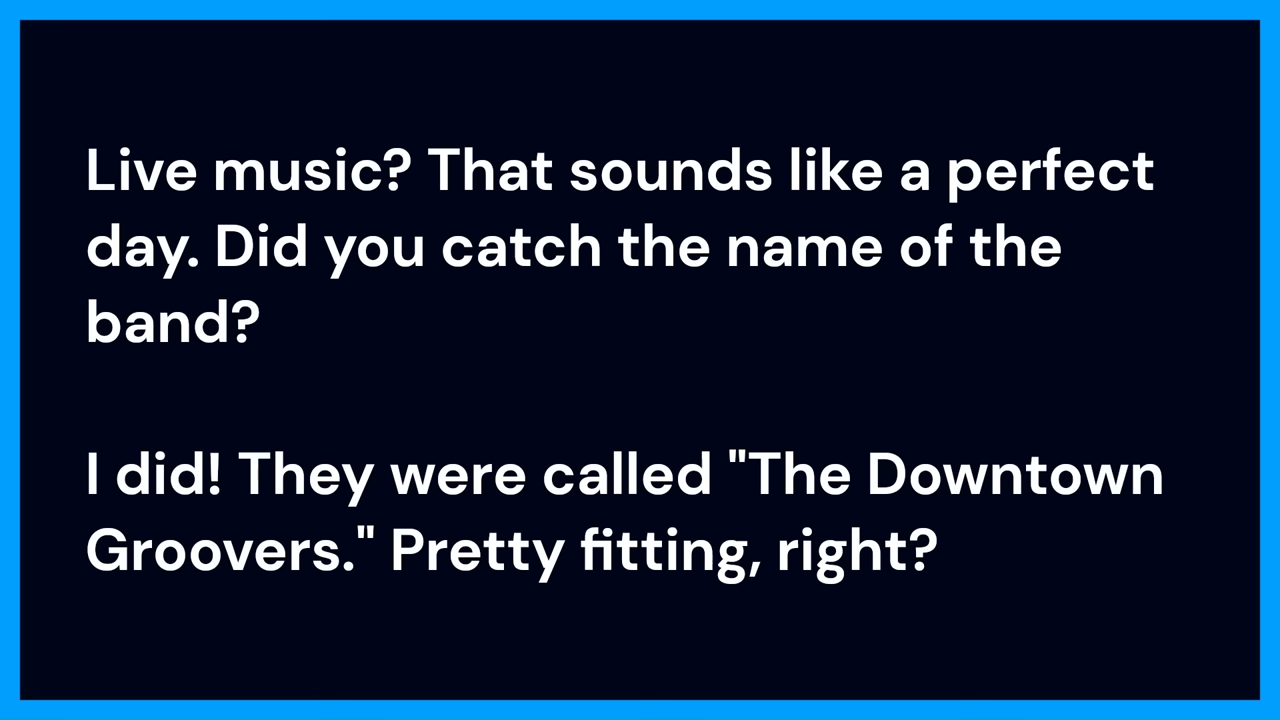 Live music? That sounds like a perfect
day. Did you catch the name of the
band?
I did! They were called "The Downtown
Groovers." Pretty fitting, right?